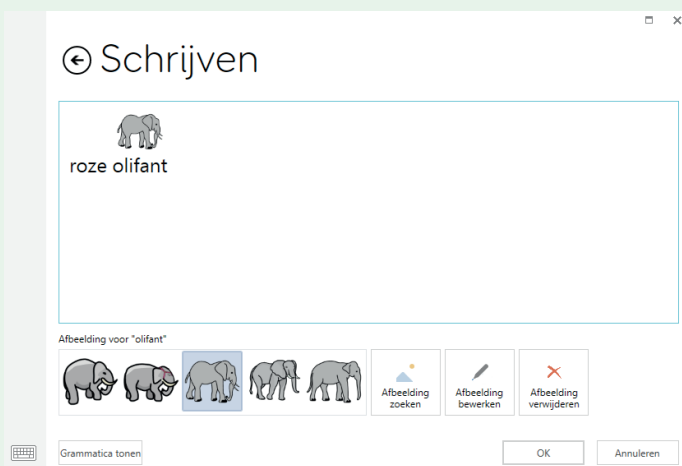 Schrijven
roze olifant
Afbeelding voor "olifant"
Afbeelding
zoeken
Afbeelding
bewerken
Afbeelding
verwijderen
Grammatica tonen
OK
Annuleren